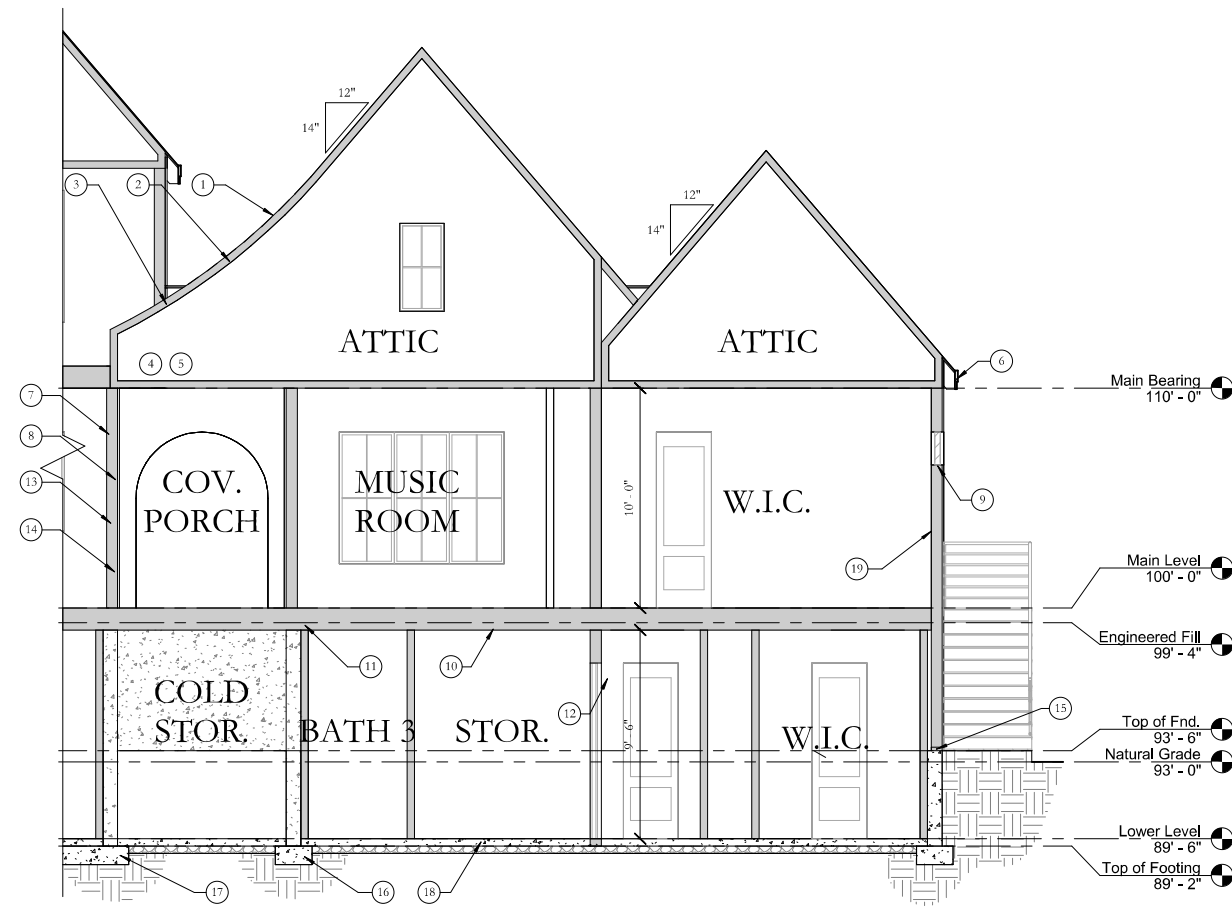 12"
14"
3
2
1
12"
14"
ATTIC
ATTIC
4
5
6
Main Bearing
110' - 0"
7
8
13
14
COV.
PORCH
MUSIC
ROOM
10' - 0"
W.I.C.
9
19
Main Level
100' - 0"
Engineered Fill
99' - 4"
11
10
COLD
STOR.
BATH 3
STOR.
12
9' - 6"
W.I.C.
15
Top of Fnd.
93' - 6"
Natural Grade
93' - 0"
Lower Level
89' - 6"
Top of Footing
89' - 2"
17
16
18